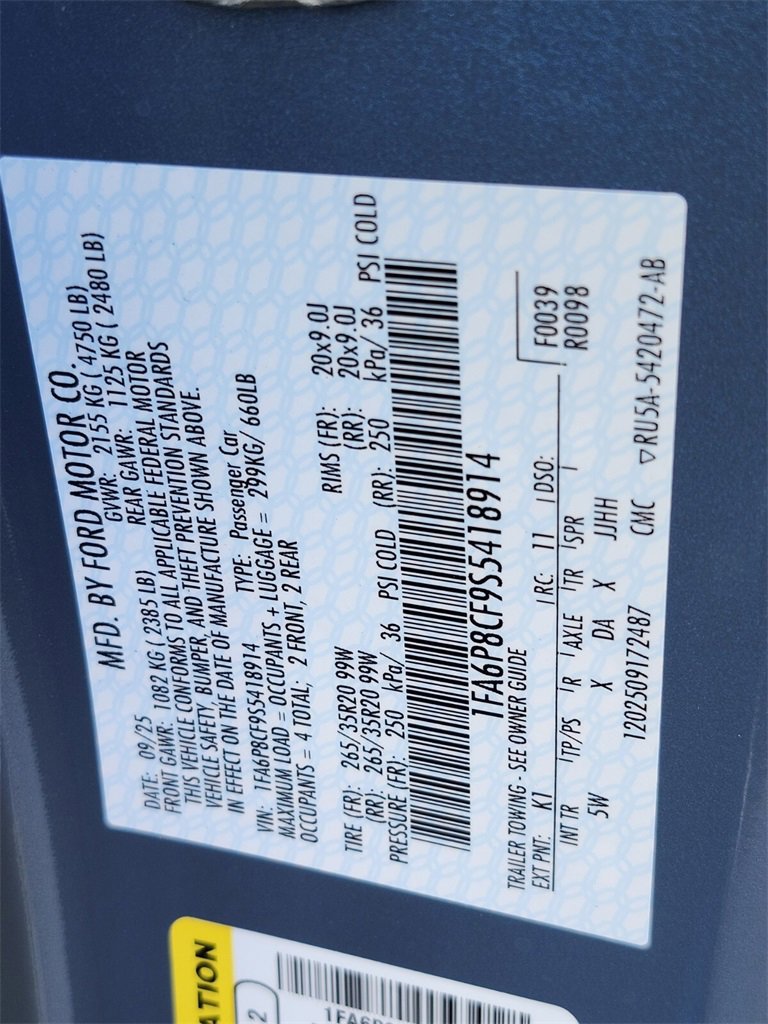 MFD. BY FORD MOTOR CO.
DATE: 09/25 GVWR: 2155 KG ( 4750 LB)
FRONT GAWR: 1082 KG ( 2385 LB) REAR GAWR: 1125 KG ( 2480 LB)
THIS VEHICLE CONFORMS TO ALL APPLICABLE FEDERAL MOTOR
VEHICLE SAFETY, BUMPER, AND THEFT PREVENTION STANDARDS
IN EFFECT ON THE DATE OF MANUFACTURE SHOWN ABOVE.
VIN: 1FA6P8CF9S5418914 TYPE: Passenger Car
MAXIMUM LOAD = OCCUPANTS + LUGGAGE = 299KG/ 660LB
OCCUPANTS = 4 TOTAL; 2 FRONT, 2 REAR
TIRE (FR): 265/35R20 99W RIMS (FR): 20x9.0J
(RR): 265/35R20 99W (RR): 20x9.0J
PRESSURE (FR): 250 kPa/ 36 PSI COLD (RR): 250 kPa/ 36 PSI COLD
1FA6P8CF9S5418914
TRAILER TOWING - SEE OWNER GUIDE
EXT PNT: K1 RC: 11 DSO: F0039
R0098
INT TR TP/PS R AXLE TR SPR
5W X DA X JJHH
1202509172487 CMC ▽RU5A-5420472-AB
ATION
2